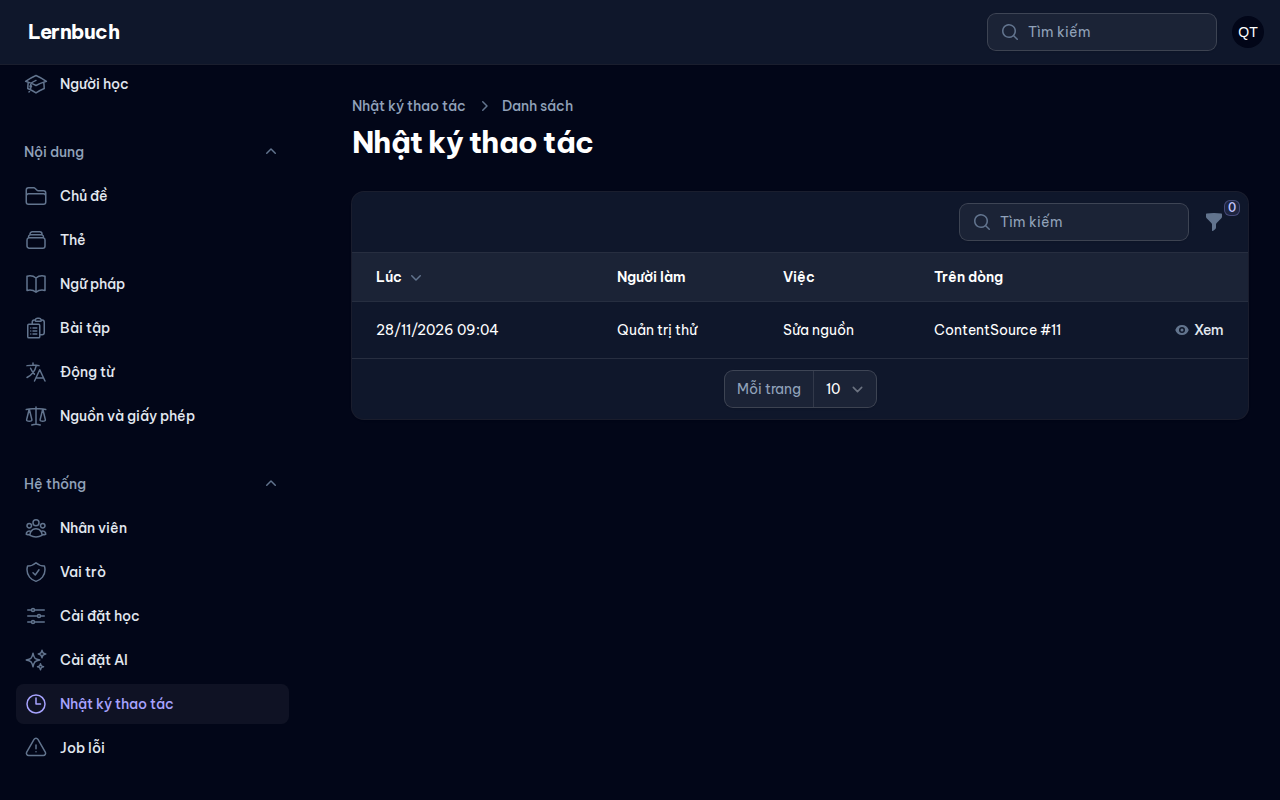 Lernbuch
Tìm kiếm
QT
Người học
Nội dung
Chủ đề
Thẻ
Ngữ pháp
Bài tập
Động từ
Nguồn và giấy phép
Hệ thống
Nhân viên
Vai trò
Cài đặt học
Cài đặt AI
Nhật ký thao tác
Job lỗi
Nhật ký thao tác Danh sách
Nhật ký thao tác
Tìm kiếm
0
Lúc Người làm Việc Trên dòng
28/11/2026 09:04 Quản trị thử Sửa nguồn ContentSource #11 Xem
Mỗi trang 10